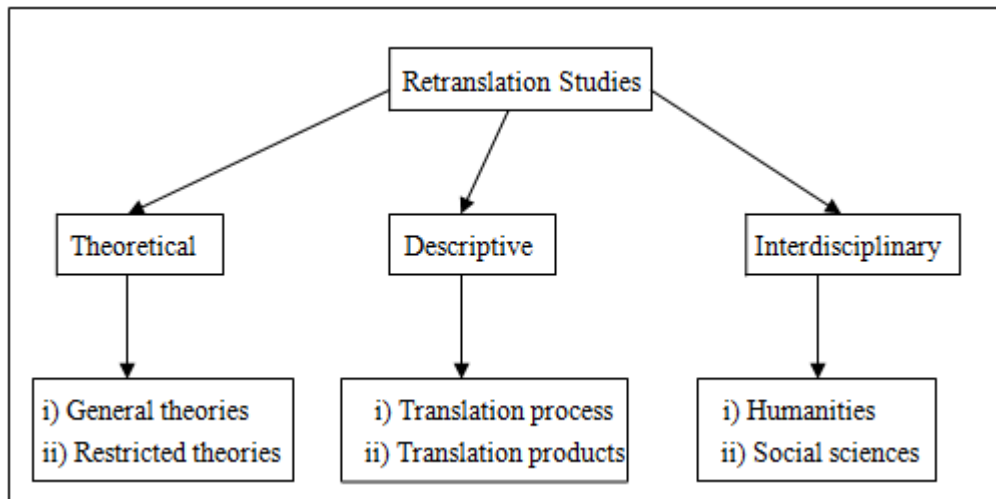 Retranslation Studies
Theoretical
Descriptive
Interdisciplinary
i) General theories
ii) Restricted theories
i) Translation process
ii) Translation products
i) Humanities
ii) Social sciences